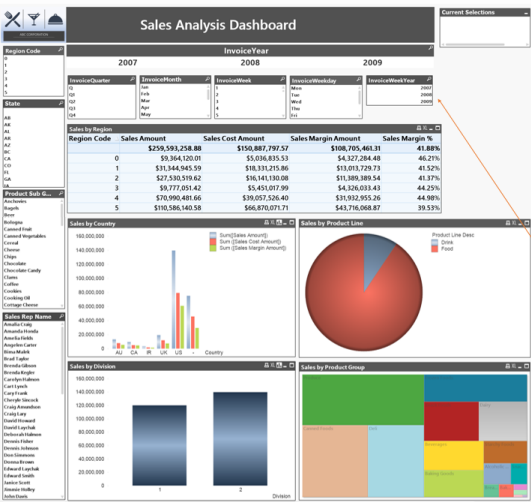 Sales Analysis Dashboard
Current Selections
Region Code
0
1
2
3
4
5
InvoiceYear
2007 2008 2009
InvoiceQuarter InvoiceMonth InvoiceWeek InvoiceWeekday InvoiceWeekYear
Q1 Jan 1 Mon 2007
Q2 Feb 2 Tue 2008
Q3 Mar 3 Wed 2009
Q4 Apr 4 Thu
May 5 Fri
State
AK
AL
AR
AZ
BC
CA
CO
FL
GA
IA
Sales by Region
Region Code Sales Amount Sales Cost Amount Sales Margin Amount Sales Margin %
$259,593,258.88 $150,887,797.57 $108,705,461.31 41.88%
0 $9,364,120.01 $5,036,835.53 $4,327,284.48 46.21%
1 $31,344,945.59 $18,331,215.86 $13,013,729.73 41.52%
2 $27,530,519.62 $16,141,130.08 $11,389,389.54 41.37%
3 $9,777,051.42 $5,451,017.99 $4,326,033.43 44.25%
4 $70,990,481.66 $39,057,526.40 $31,932,955.26 44.98%
5 $110,586,140.58 $66,870,071.71 $43,716,068.87 39.53%
Product Sub G...
Anchovies
Bagels
Beer
Bologna
Canned Fruit
Canned Vegetables
Cereal
Cheese
Chips
Chocolate
Chocolate Candy
Clams
Coffee
Cookies
Cooking Oil
Cottage Cheese
Sales by Country
160,000,000
140,000,000
120,000,000
100,000,000
80,000,000
60,000,000
40,000,000
20,000,000
0.00
AU CA IR UK US - Country
Sum([Sales Amount])
Sum([Sales Cost Amount])
Sum([Sales Margin Amount])
Sales by Product Line
Product Line Desc
Drink
Food
Sales Rep Name
Amalia Craig
Amanda Honda
Amelia Fields
Angelen Carter
Brad Taylor
Brenda Gibson
Carolyn Halmon
Cart Lynch
Cary Frank
Cheryle Sincock
Craig Amundson
Craig Lary
David Howard
David Laychak
Deborah Halmon
Dennis Fisher
Dennis Johnson
Don Simmons
Donna Brown
Edward Laychak
Edward Smith
Janice Scott
Jimmie Holley
John Davis
Sales by Division
160,000,000
140,000,000
120,000,000
100,000,000
80,000,000
60,000,000
40,000,000
20,000,000
0.00
1 2
Division
Sales by Product Group
Canned Foods
Baking Goods